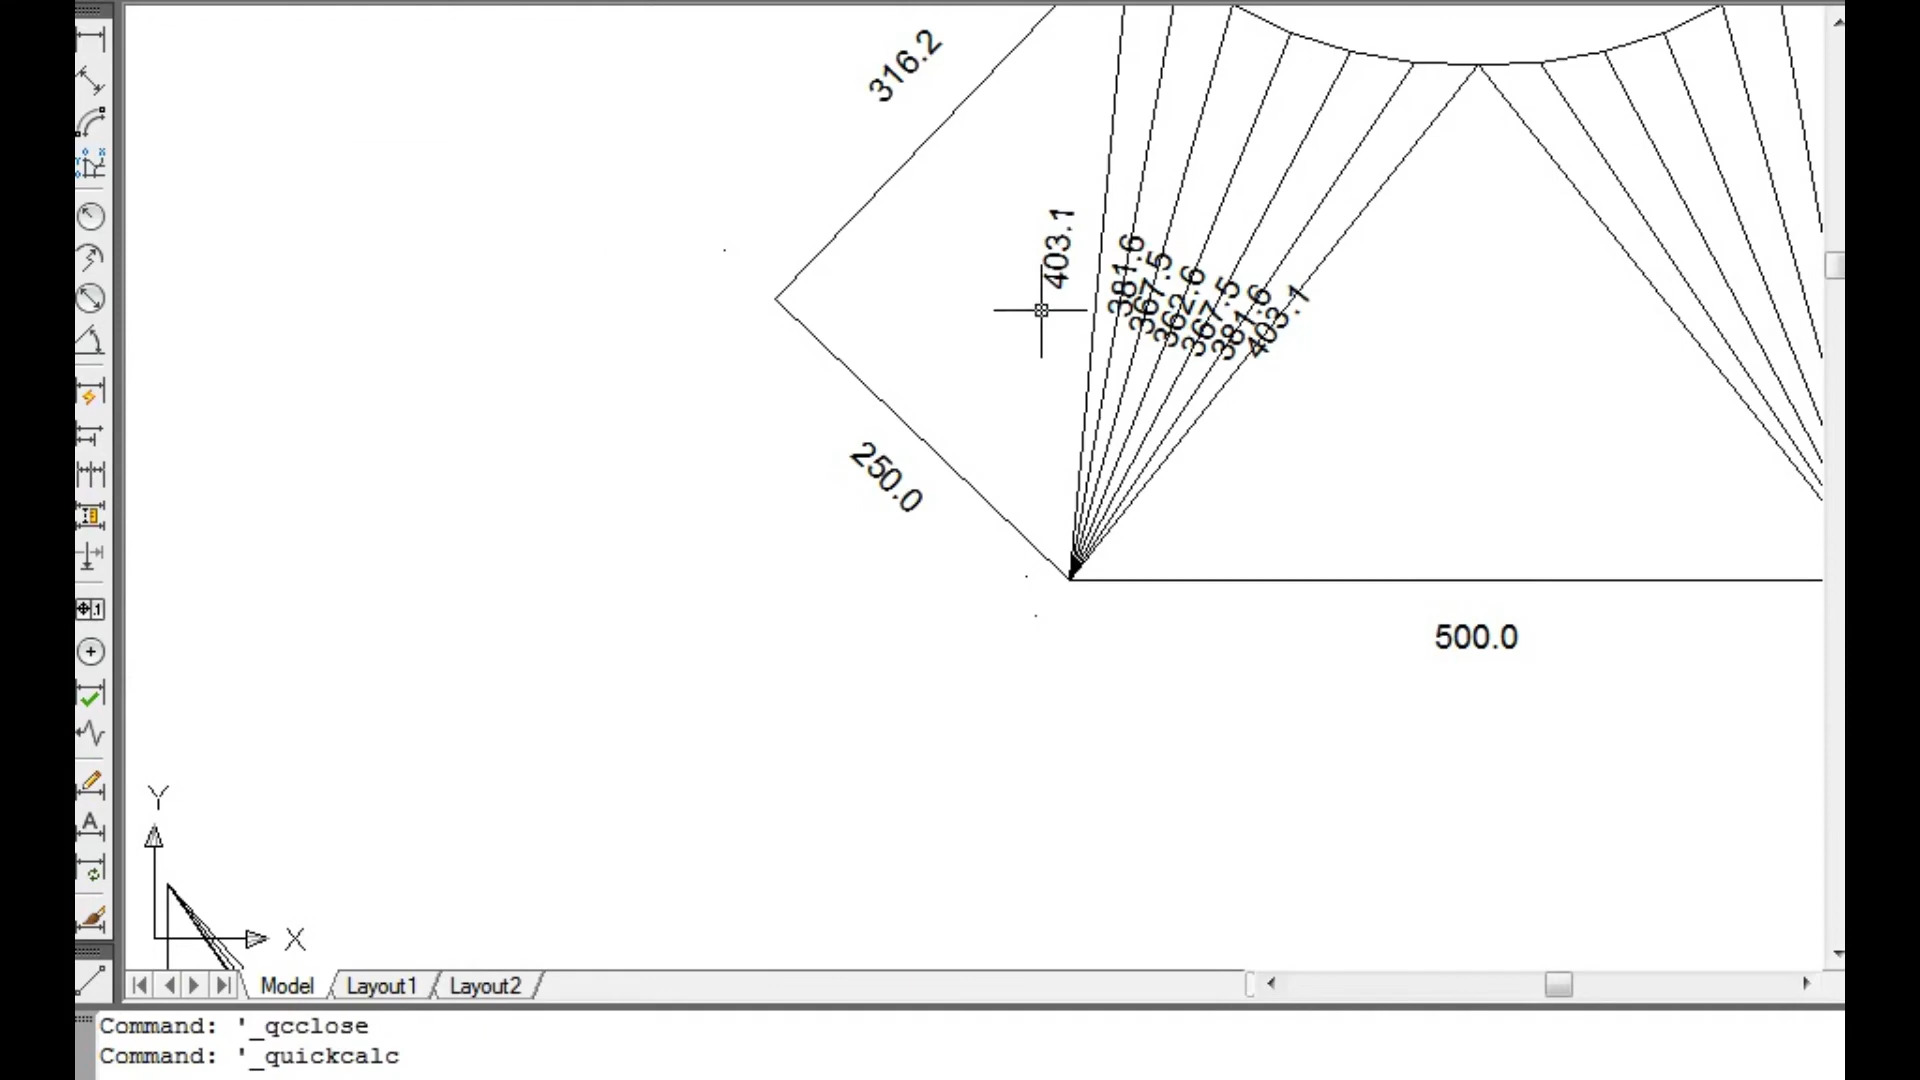 316.2
403.1
381.6
367.5
362.6
367.5
381.6
403.1
250.0
500.0
Y
X
Model
Layout1
Layout2
Command: '_qcclose
Command: '_quickcalc